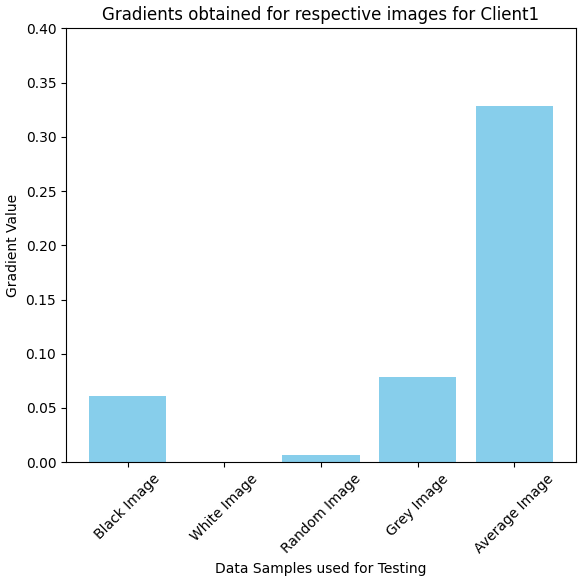 Gradients obtained for respective images for Client1
0.40
0.35
0.30
0.25
0.20
0.15
0.10
0.05
0.00
Gradient Value
Black Image
White Image
Random Image
Grey Image
Average Image
Data Samples used for Testing